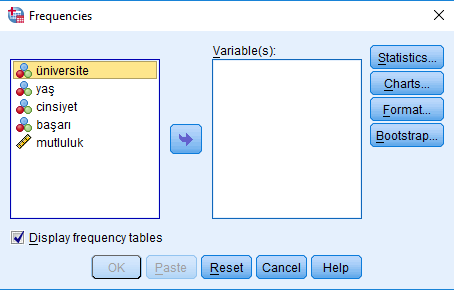 Frequencies
Variable(s):
üniversite
yaş
cinsiyet
başarı
mutluluk
Statistics...
Charts...
Format...
Bootstrap...
Display frequency tables
OK Paste Reset Cancel Help